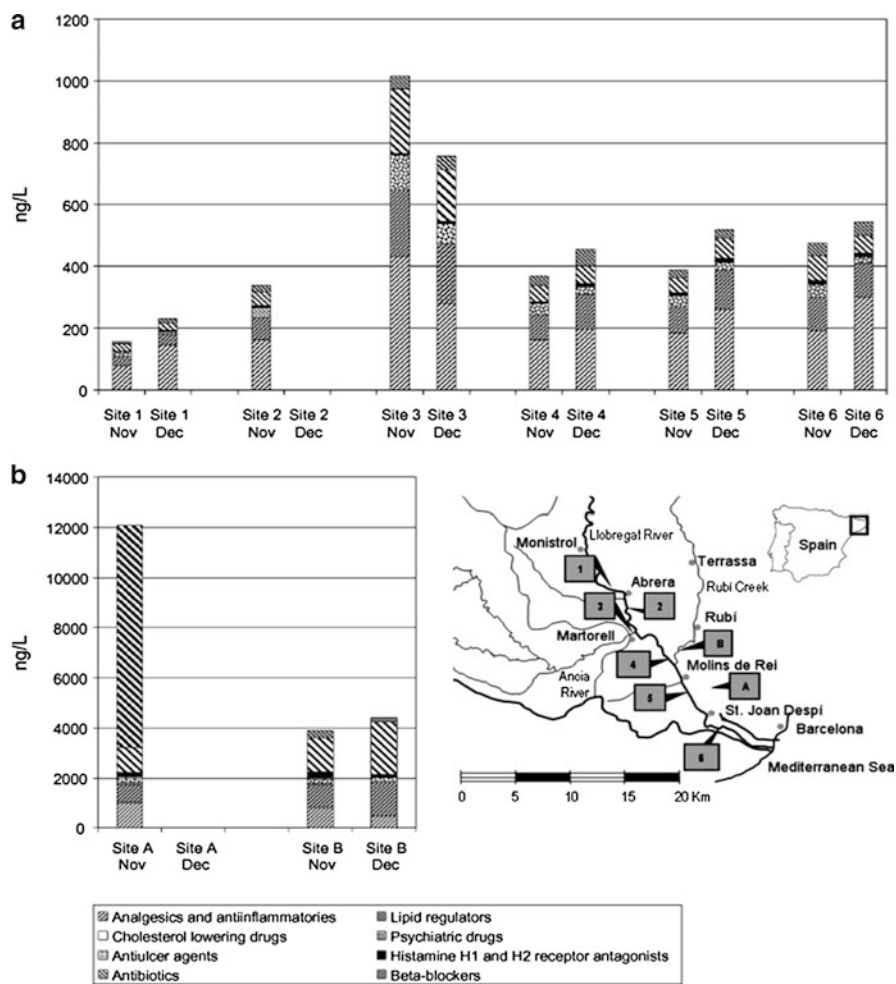 a
1200
1000
800
600
400
200
0
ng/L
Site 1 Site 1 Site 2 Site 2 Site 3 Site 3 Site 4 Site 4 Site 5 Site 5 Site 6 Site 6
Nov Dec Nov Dec Nov Dec Nov Dec Nov Dec Nov Dec
b
14000
12000
10000
8000
6000
4000
2000
0
ng/L
Site A Site A Site B Site B
Nov Dec Nov Dec
Spain
Llobregat River
Monistrol
Terrassa
1
Abrera
Rubí Creek
3
2
Rubí
Martorell
B
4
Molins de Rei
Anoia
River
A
5
St. Joan Despí
Barcelona
6
Mediterranean Sea
0 5 10 15 20 Km
Analgesics and antiinflammatories
Lipid regulators
Cholesterol lowering drugs
Psychiatric drugs
Antiulcer agents
Histamine H1 and H2 receptor antagonists
Antibiotics
Beta-blockers